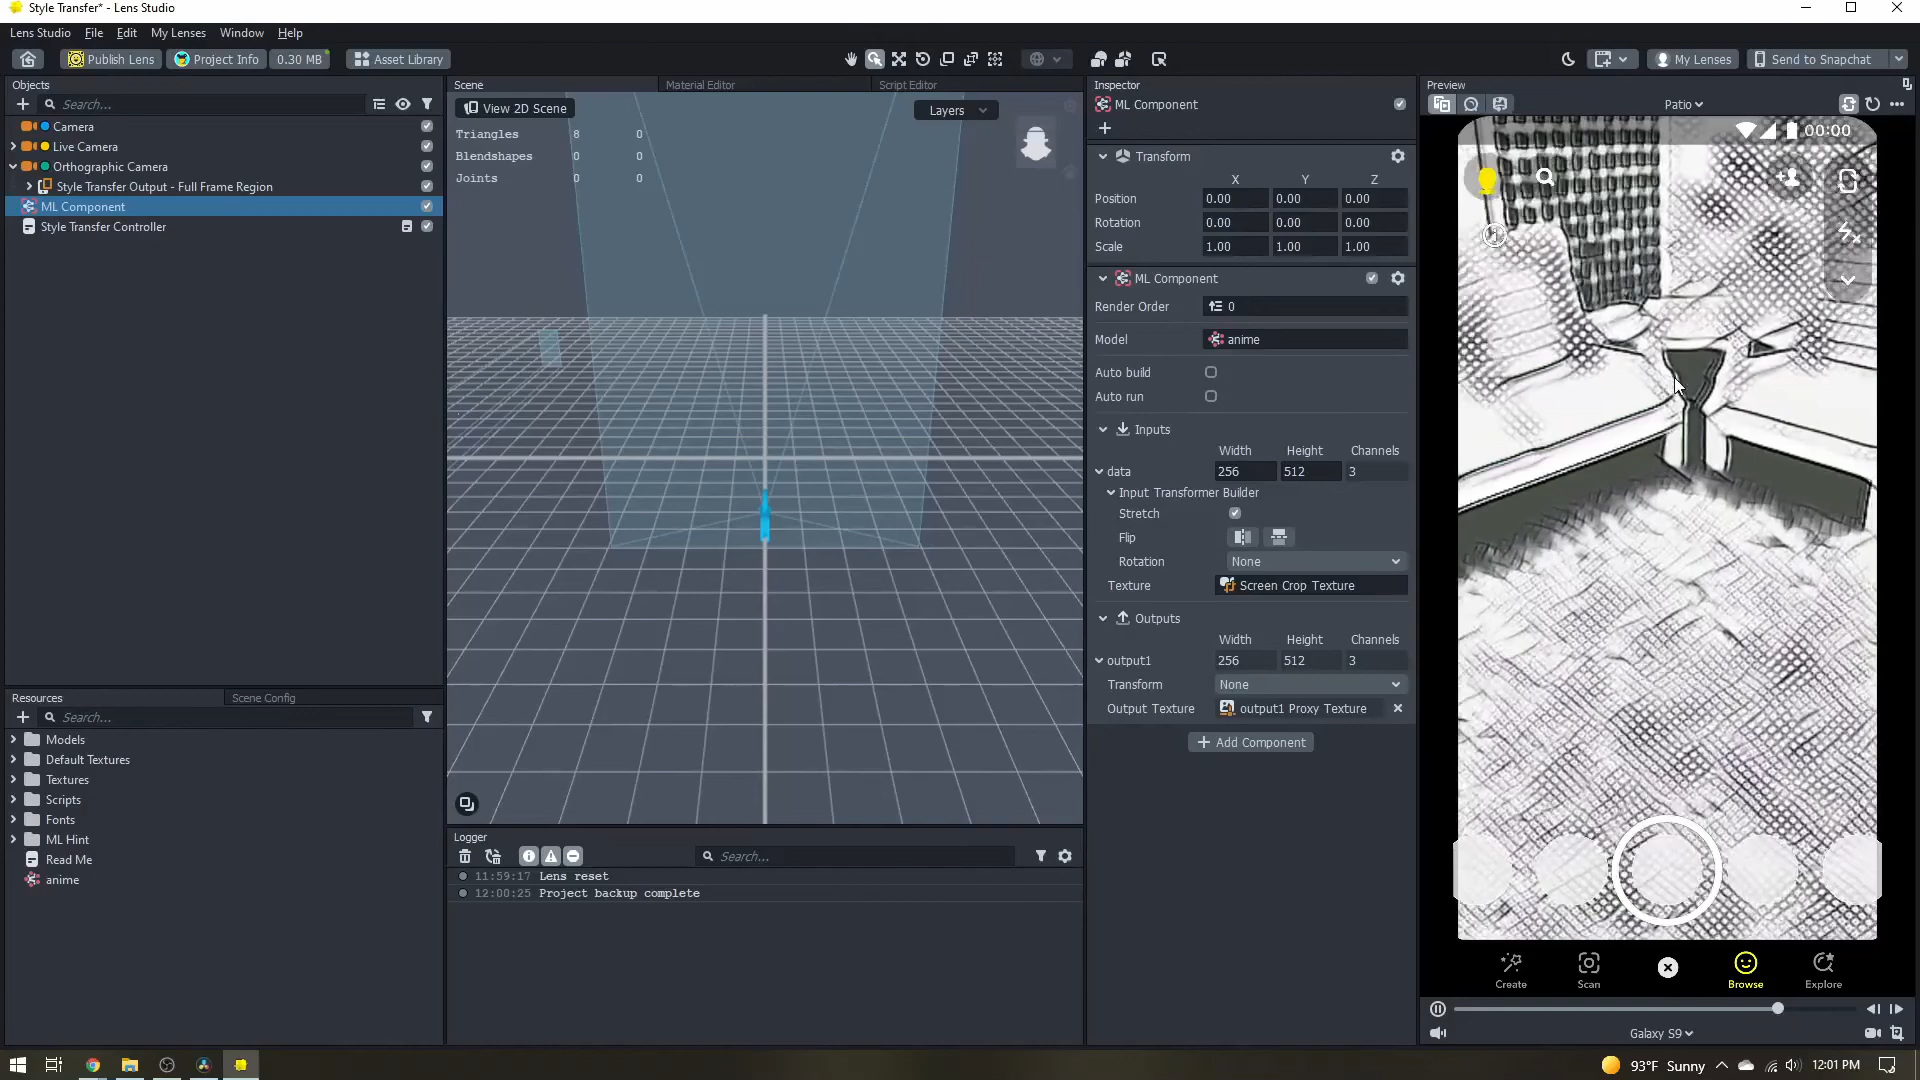 Style Transfer* - Lens Studio
Lens Studio File Edit My Lenses Window Help
Publish Lens Project Info 0.30 MB Asset Library My Lenses Send to Snapchat
Objects
Search...
Camera
Live Camera
Orthographic Camera
Style Transfer Output - Full Frame Region
ML Component
Style Transfer Controller
Resources Scene Config
Search...
Models
Default Textures
Textures
Scripts
Fonts
ML Hint
Read Me
anime
Scene Material Editor Script Editor
View 2D Scene Layers
Triangles 8 0
Blendshapes 0 0
Joints 0 0
Logger
Search...
11:59:17 Lens reset
12:00:25 Project backup complete
Inspector
ML Component
Transform
X Y Z
Position 0.00 0.00 0.00
Rotation 0.00 0.00 0.00
Scale 1.00 1.00 1.00
ML Component
Render Order 0
Model anime
Auto build
Auto run
Inputs
Width Height Channels
data 256 512 3
Input Transformer Builder
Stretch
Flip
Rotation None
Texture Screen Crop Texture
Outputs
Width Height Channels
output1 256 512 3
Transform None
Output Texture output1 Proxy Texture
Add Component
Preview
Patio
00:00
Create Scan Browse Explore
Galaxy S9
93°F Sunny 12:01 PM